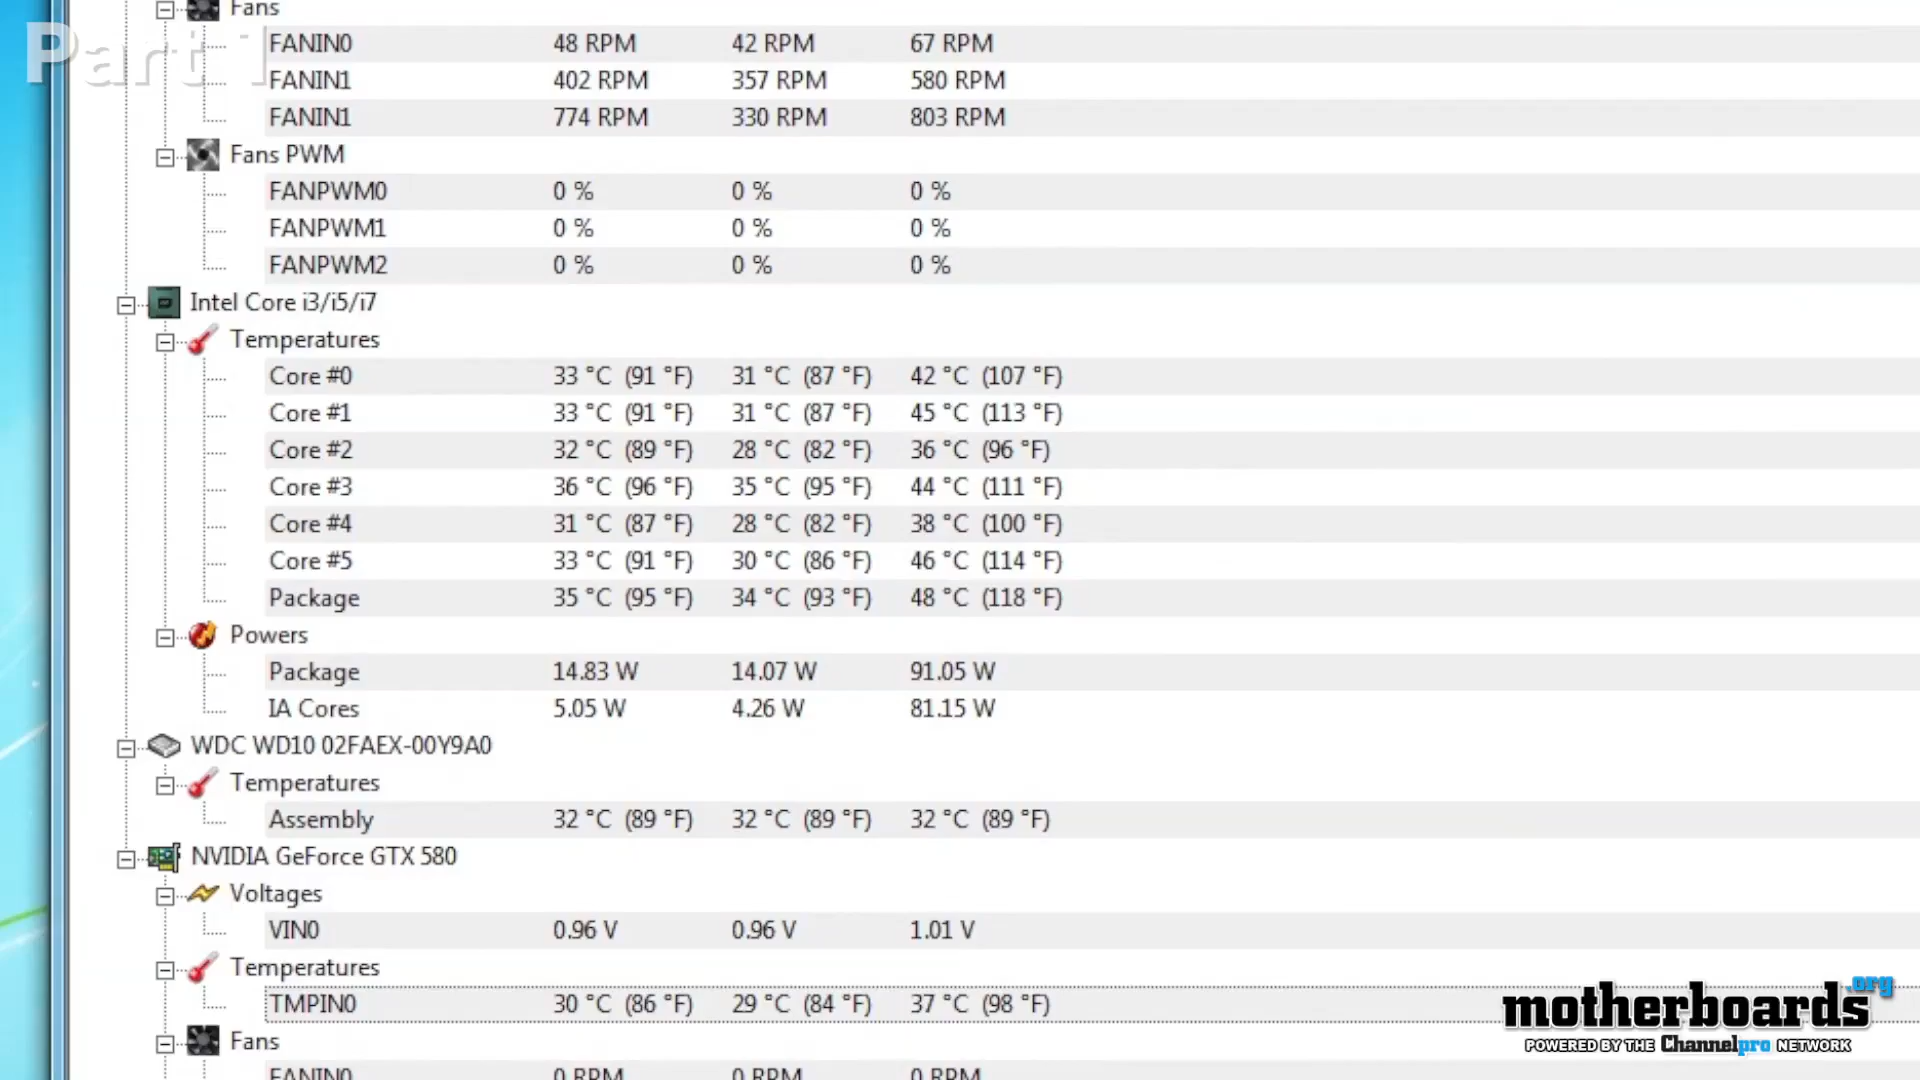 Part 1
Fans
FANIN0 48 RPM 42 RPM 67 RPM
FANIN1 402 RPM 357 RPM 580 RPM
FANIN1 774 RPM 330 RPM 803 RPM
Fans PWM
FANPWM0 0 % 0 % 0 %
FANPWM1 0 % 0 % 0 %
FANPWM2 0 % 0 % 0 %
Intel Core i3/i5/i7
Temperatures
Core #0 33 °C (91 °F) 31 °C (87 °F) 42 °C (107 °F)
Core #1 33 °C (91 °F) 31 °C (87 °F) 45 °C (113 °F)
Core #2 32 °C (89 °F) 28 °C (82 °F) 36 °C (96 °F)
Core #3 36 °C (96 °F) 35 °C (95 °F) 44 °C (111 °F)
Core #4 31 °C (87 °F) 28 °C (82 °F) 38 °C (100 °F)
Core #5 33 °C (91 °F) 30 °C (86 °F) 46 °C (114 °F)
Package 35 °C (95 °F) 34 °C (93 °F) 48 °C (118 °F)
Powers
Package 14.83 W 14.07 W 91.05 W
IA Cores 5.05 W 4.26 W 81.15 W
WDC WD10 02FAEX-00Y9A0
Temperatures
Assembly 32 °C (89 °F) 32 °C (89 °F) 32 °C (89 °F)
NVIDIA GeForce GTX 580
Voltages
VIN0 0.96 V 0.96 V 1.01 V
Temperatures
TMPIN0 30 °C (86 °F) 29 °C (84 °F) 37 °C (98 °F)
Fans
FANIN0 0 RPM 0 RPM 0 RPM
motherboards.org
POWERED BY THE Channelpro NETWORK